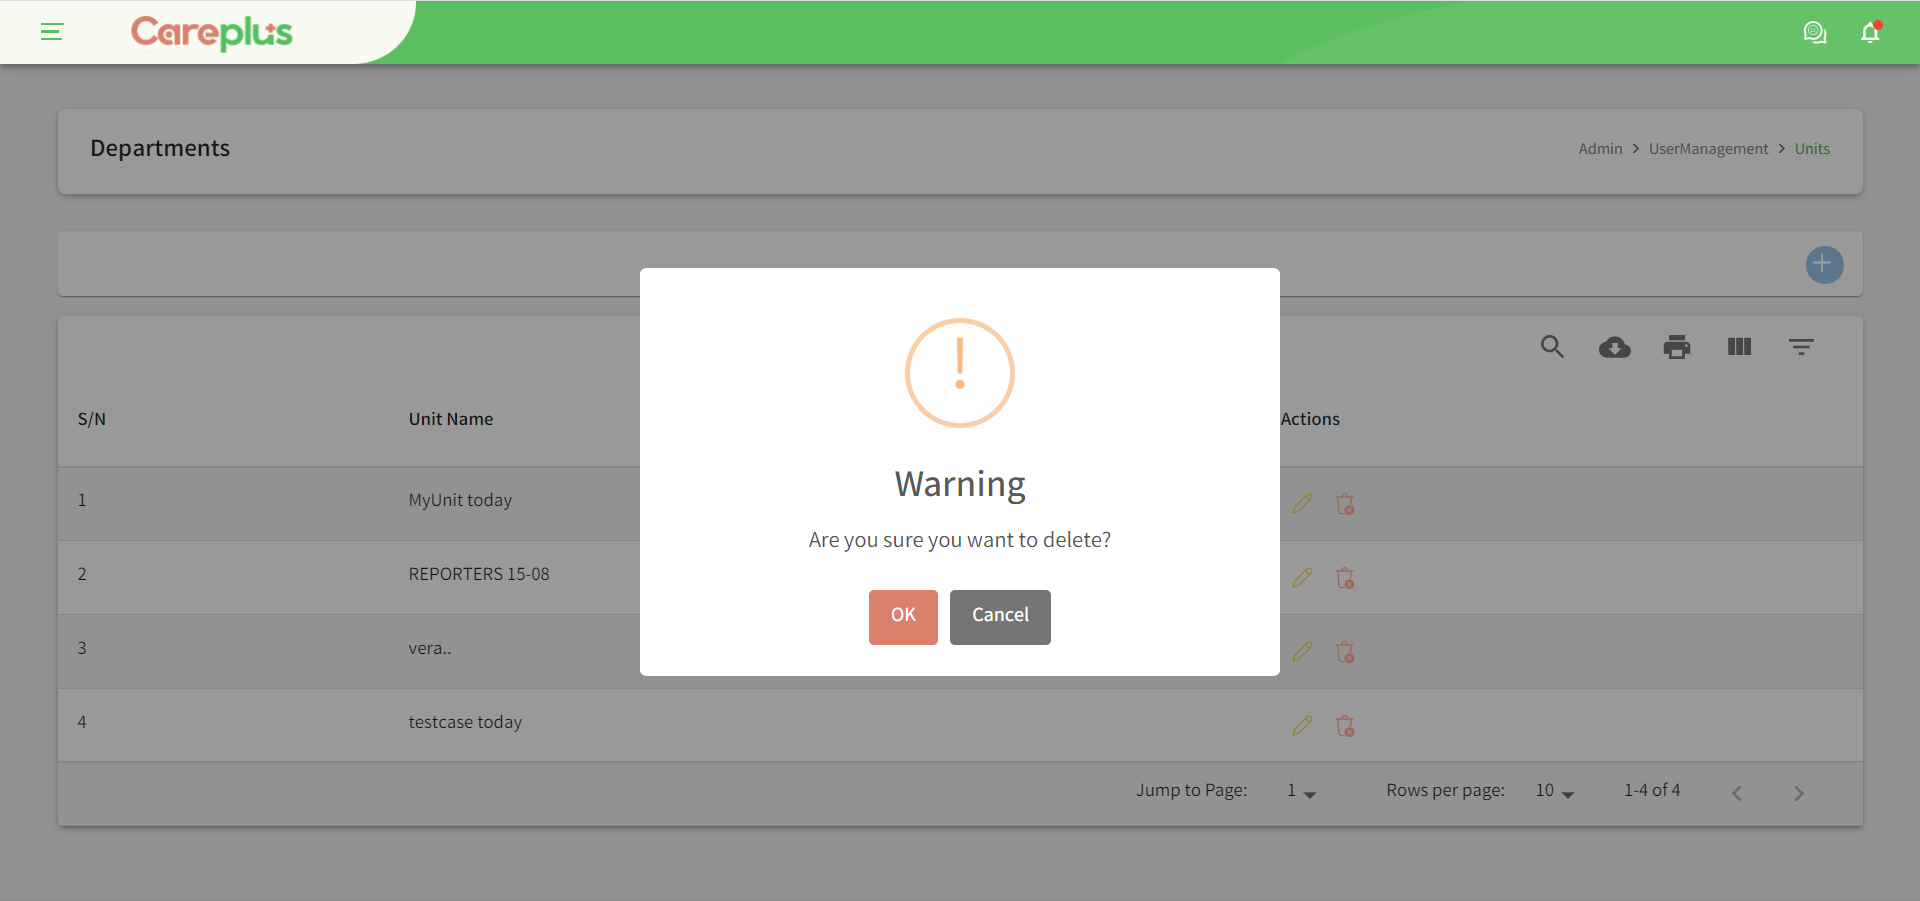 Careplus
Departments
Admin > UserManagement > Units
S/N Unit Name Actions
1 MyUnit today
2 REPORTERS 15-08
3 vera..
4 testcase today
!
Warning
Are you sure you want to delete?
OK Cancel
Jump to Page: 1 Rows per page: 10 1-4 of 4